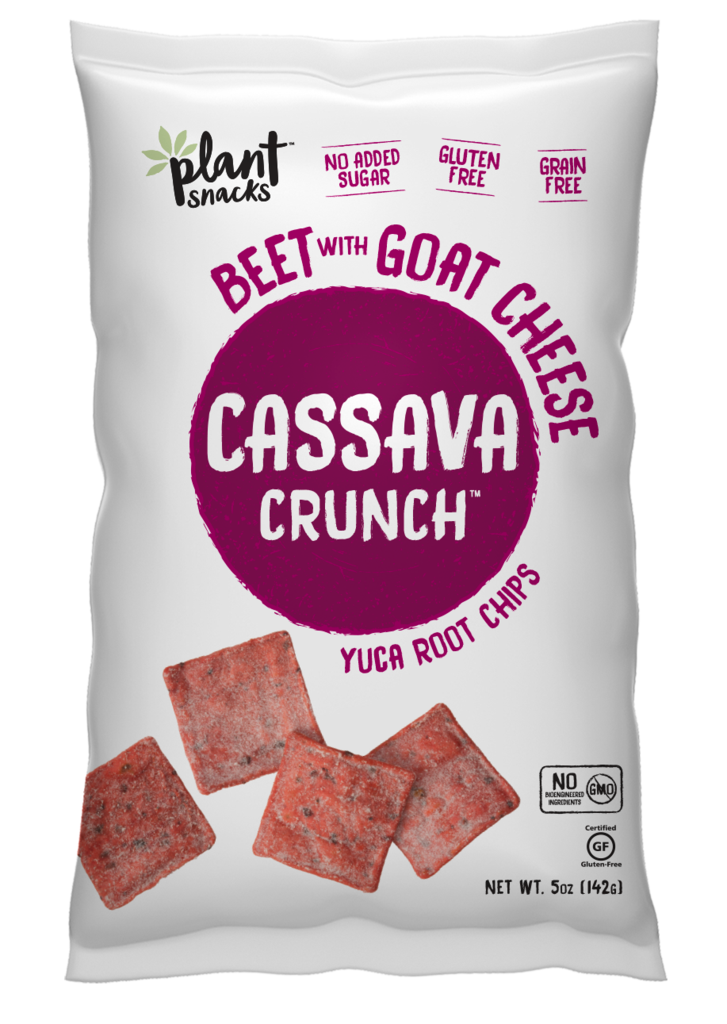 plant™
snacks
NO ADDED
SUGAR
GLUTEN
FREE
GRAIN
FREE
BEET WITH GOAT CHEESE
CASSAVA
CRUNCH™
YUCA ROOT CHIPS
NO
BIOENGINEERED
INGREDIENTS
GMO
Certified
GF
Gluten-Free
NET WT. 5OZ (142G)